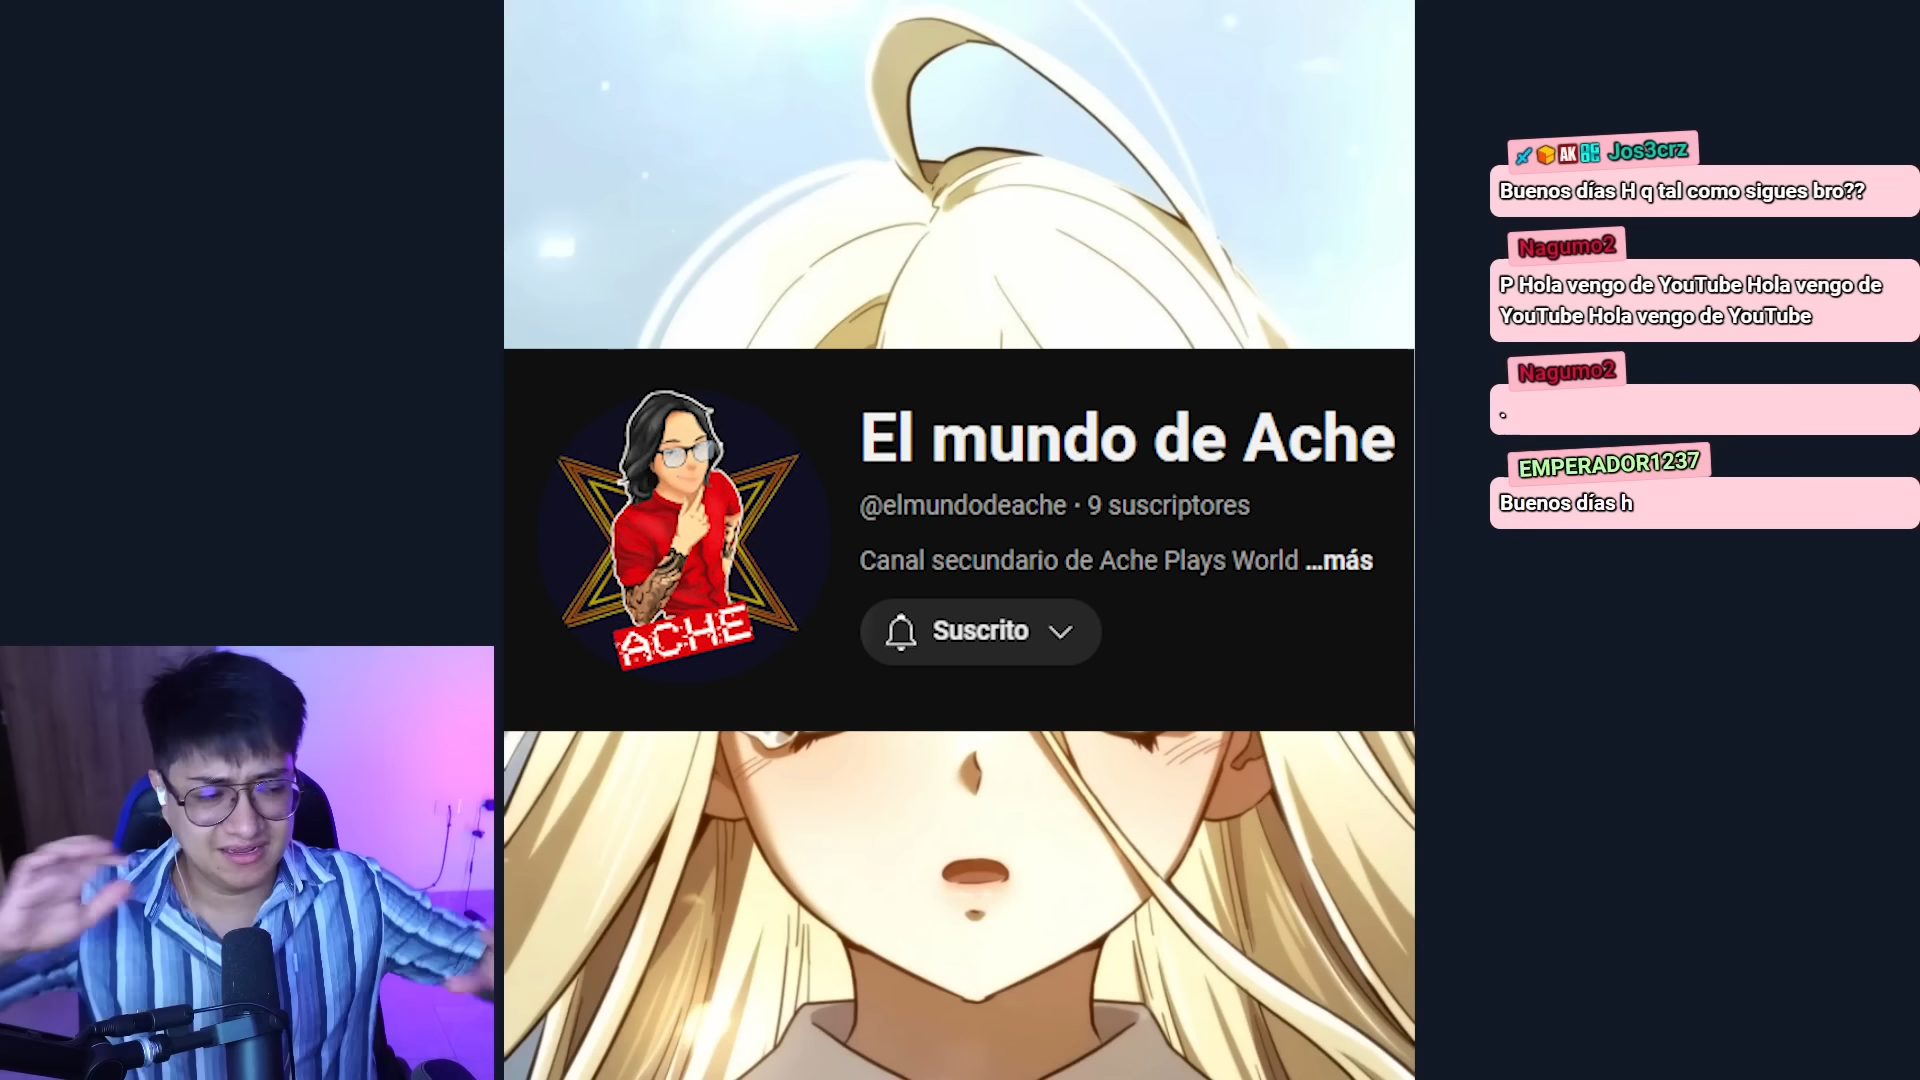 El mundo de Ache
@elmundodeache · 9 suscriptores
Canal secundario de Ache Plays World ...más
Suscrito
ACHE
AK Jos3crz
Buenos días H q tal como sigues bro??
Nagumo2
P Hola vengo de YouTube Hola vengo de
YouTube Hola vengo de YouTube
Nagumo2
.
EMPERADOR1237
Buenos días h